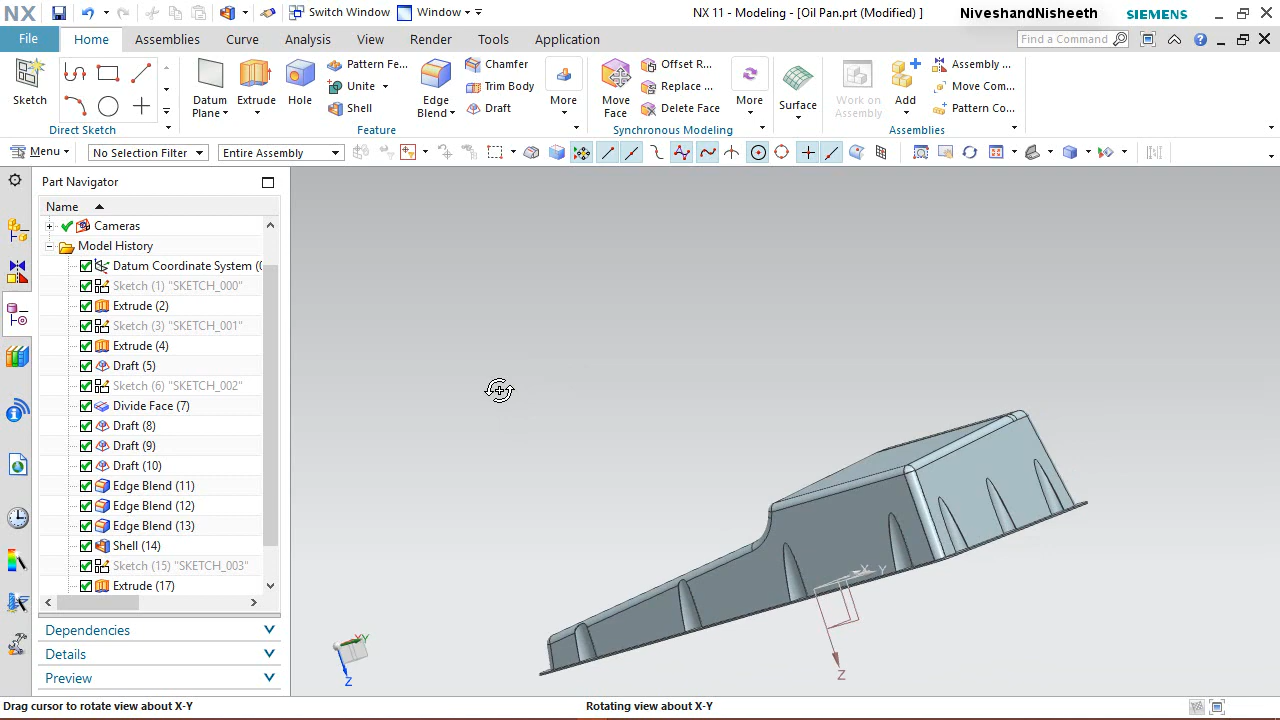 NX
Switch Window
Window
NX 11 - Modeling - [Oil Pan.prt (Modified) ]
NiveshandNisheeth
SIEMENS
File
Home
Assemblies
Curve
Analysis
View
Render
Tools
Application
Find a Command
Sketch
Direct Sketch
Datum
Plane
Extrude
Hole
Pattern Fe...
Unite
Shell
Edge
Blend
Chamfer
Trim Body
Draft
More
Feature
Move
Face
Offset R...
Replace ...
Delete Face
More
Synchronous Modeling
Surface
Work on
Assembly
Add
Assembly ...
Move Com...
Pattern Co...
Assemblies
Menu
No Selection Filter
Entire Assembly
Part Navigator
Name
Cameras
Model History
Datum Coordinate System (0
Sketch (1) "SKETCH_000"
Extrude (2)
Sketch (3) "SKETCH_001"
Extrude (4)
Draft (5)
Sketch (6) "SKETCH_002"
Divide Face (7)
Draft (8)
Draft (9)
Draft (10)
Edge Blend (11)
Edge Blend (12)
Edge Blend (13)
Shell (14)
Sketch (15) "SKETCH_003"
Extrude (17)
Dependencies
Details
Preview
X
Y
Z
X
Y
Z
Drag cursor to rotate view about X-Y
Rotating view about X-Y